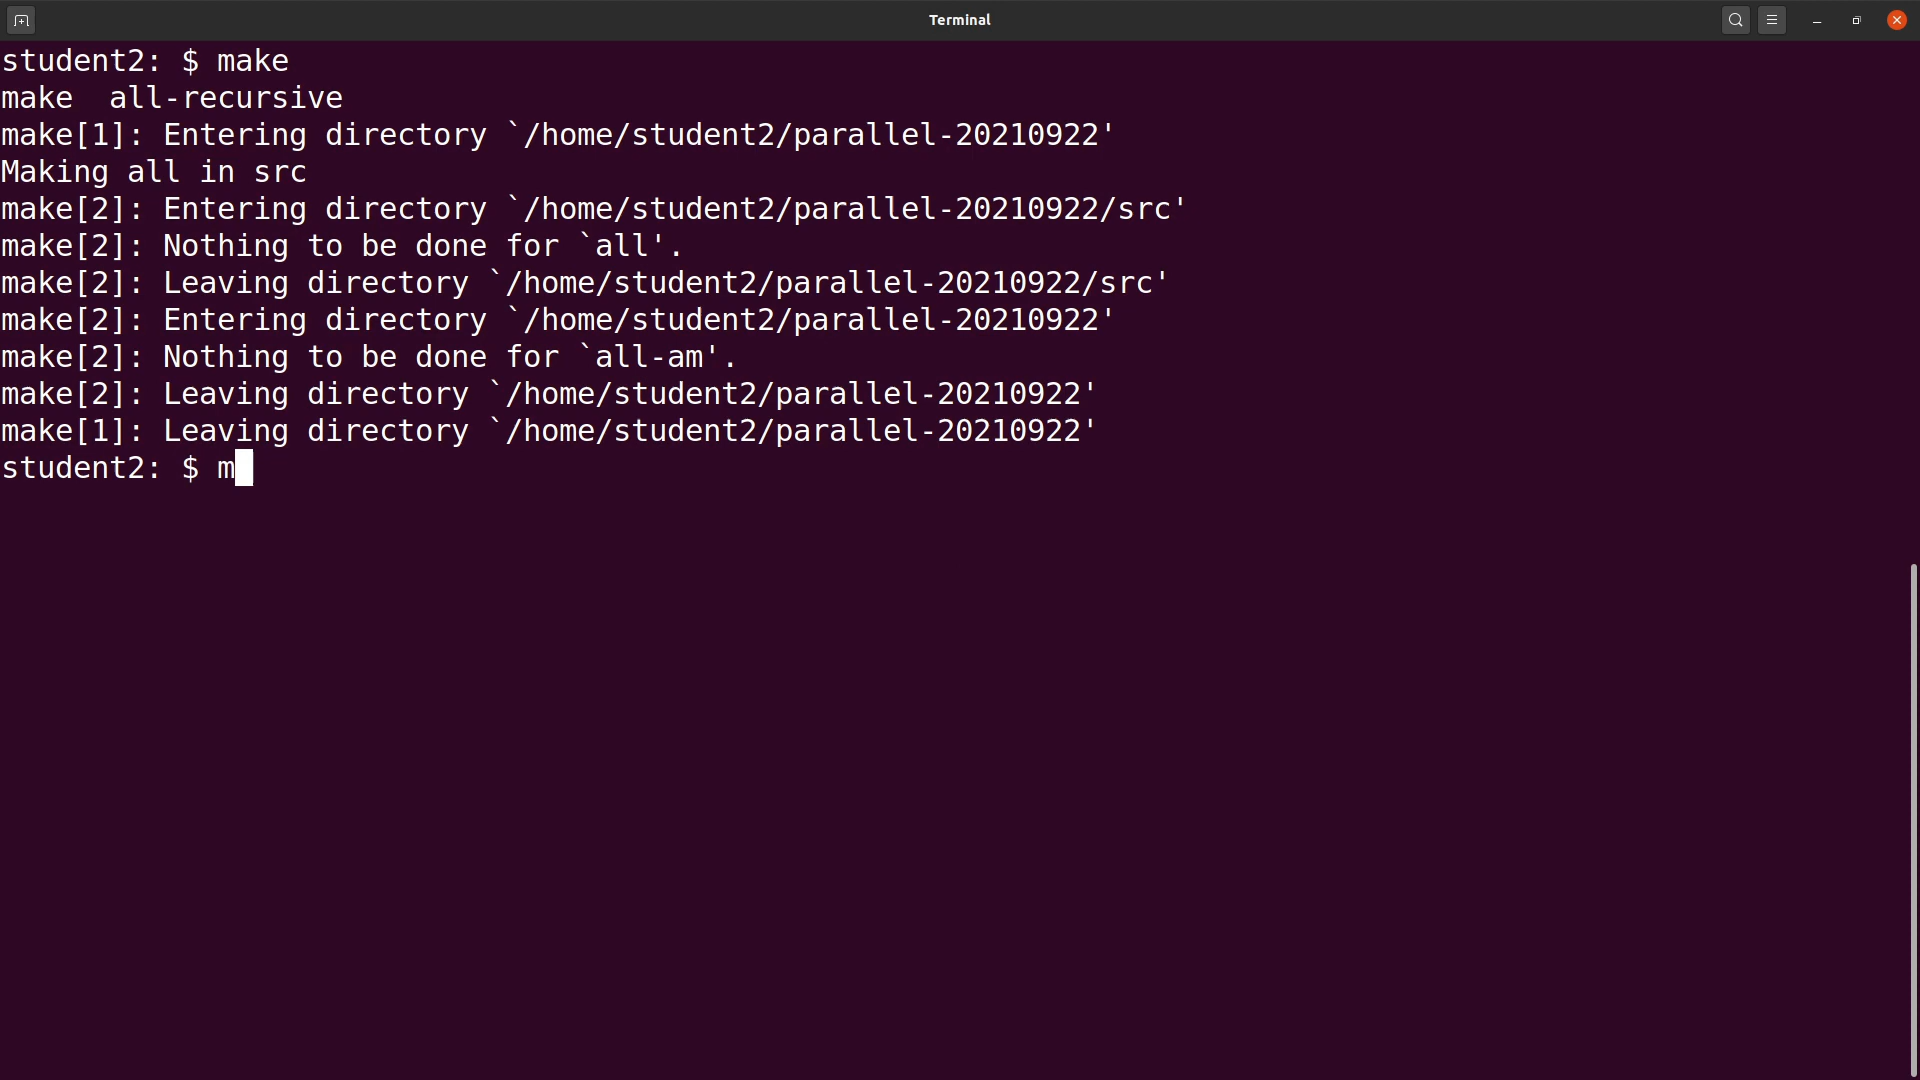 Terminal
student2: $ make
make  all-recursive
make[1]: Entering directory `/home/student2/parallel-20210922'
Making all in src
make[2]: Entering directory `/home/student2/parallel-20210922/src'
make[2]: Nothing to be done for `all'.
make[2]: Leaving directory `/home/student2/parallel-20210922/src'
make[2]: Entering directory `/home/student2/parallel-20210922'
make[2]: Nothing to be done for `all-am'.
make[2]: Leaving directory `/home/student2/parallel-20210922'
make[1]: Leaving directory `/home/student2/parallel-20210922'
student2: $ m